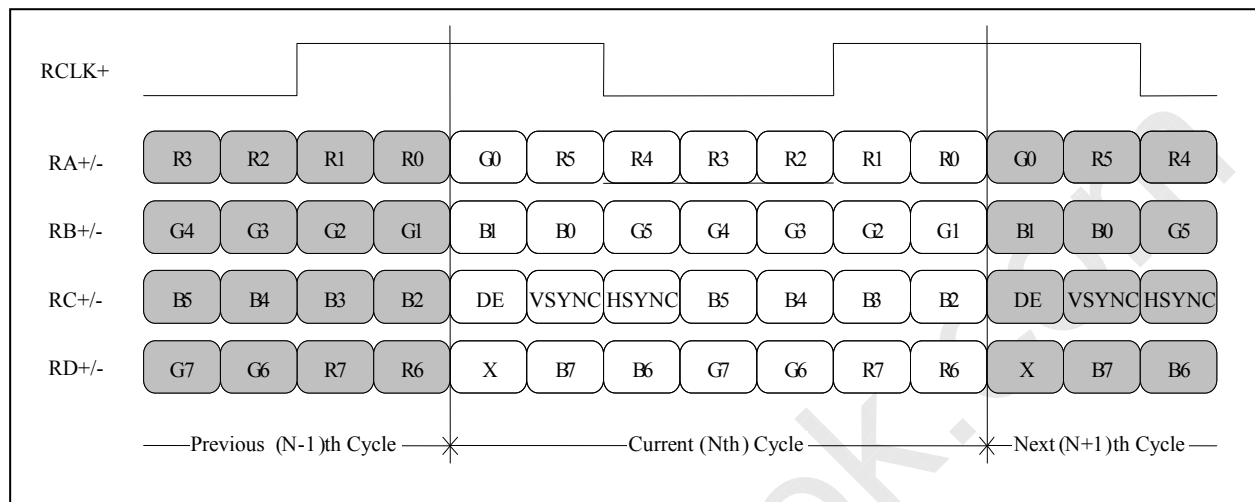 RCLK+
RA+/- R3 R2 R1 R0 G0 R5 R4 R3 R2 R1 R0 G0 R5 R4
RB+/- G4 G3 G2 G1 B1 B0 G5 G4 G3 G2 G1 B1 B0 G5
RC+/- B5 B4 B3 B2 DE VSYNC HSYNC B5 B4 B3 B2 DE VSYNC HSYNC
RD+/- G7 G6 R7 R6 X B7 B6 G7 G6 R7 R6 X B7 B6
Previous (N-1)th Cycle Current (Nth) Cycle Next (N+1)th Cycle